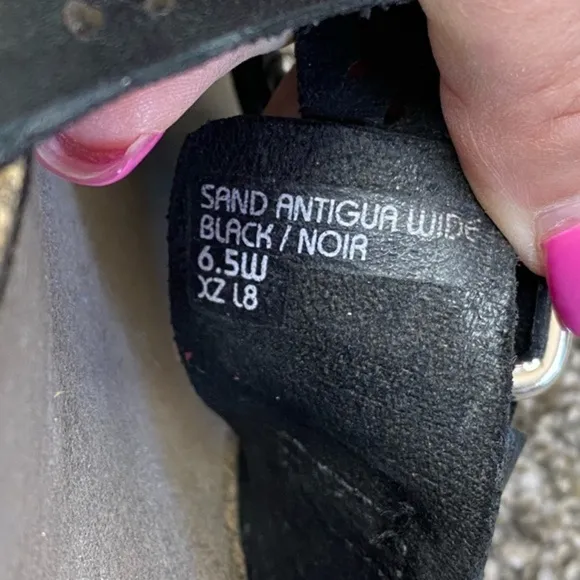 SAND ANTIGUA WIDE
BLACK / NOIR
6.5W
XZ L8